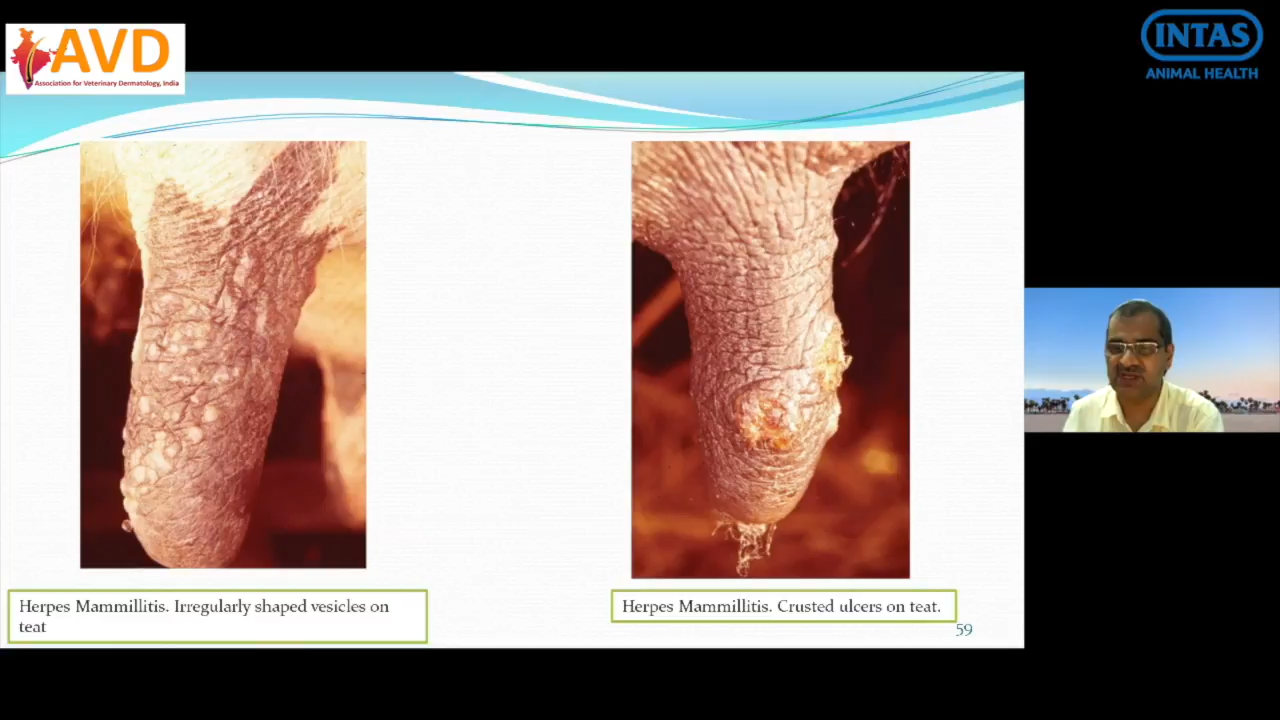 AVD
Association for Veterinary Dermatology, India
INTAS
ANIMAL HEALTH
Herpes Mammillitis. Irregularly shaped vesicles on
teat
Herpes Mammillitis. Crusted ulcers on teat.
59